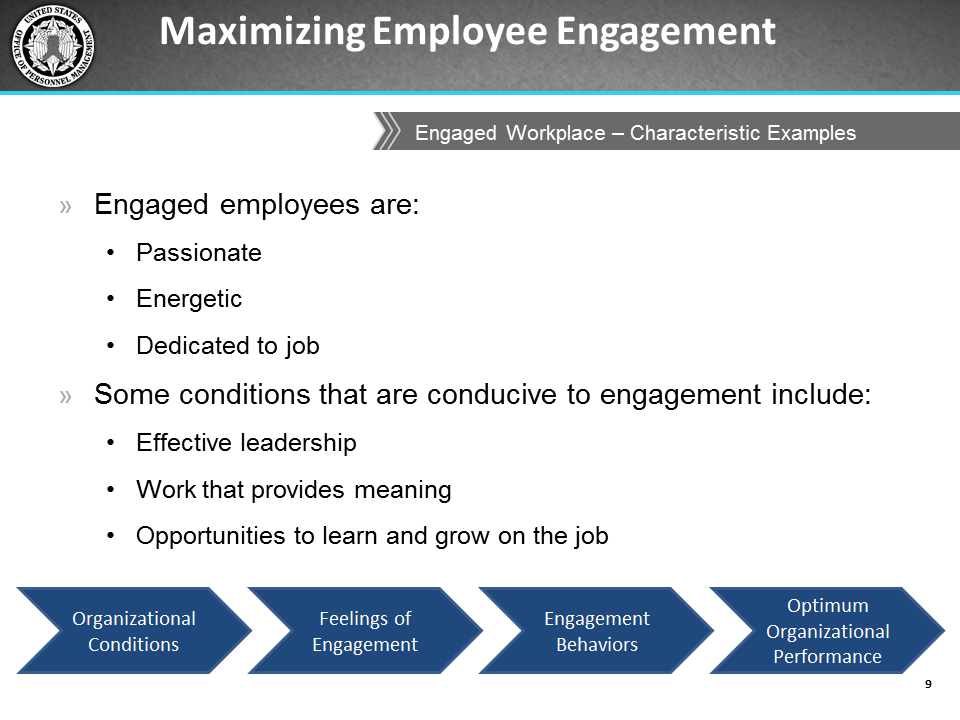 UNITED STATES
OFFICE OF PERSONNEL MANAGEMENT
Maximizing Employee Engagement
Engaged Workplace – Characteristic Examples
» Engaged employees are:
• Passionate
• Energetic
• Dedicated to job
» Some conditions that are conducive to engagement include:
• Effective leadership
• Work that provides meaning
• Opportunities to learn and grow on the job
Organizational
Conditions
Feelings of
Engagement
Engagement
Behaviors
Optimum
Organizational
Performance
9